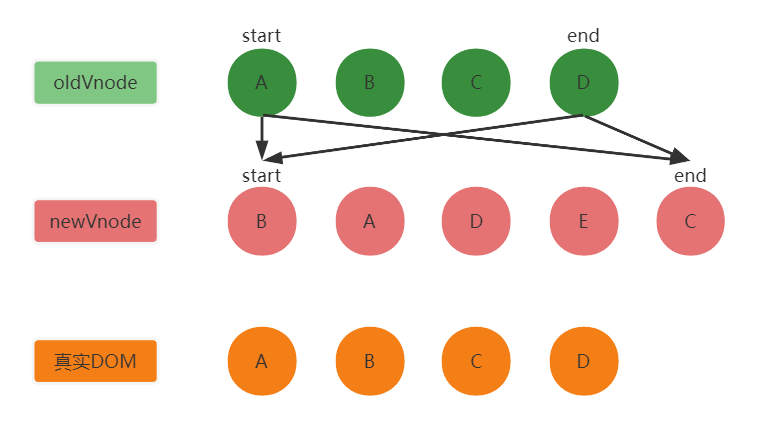 start end
oldVnode A B C D
start end
newVnode B A D E C
真实DOM A B C D